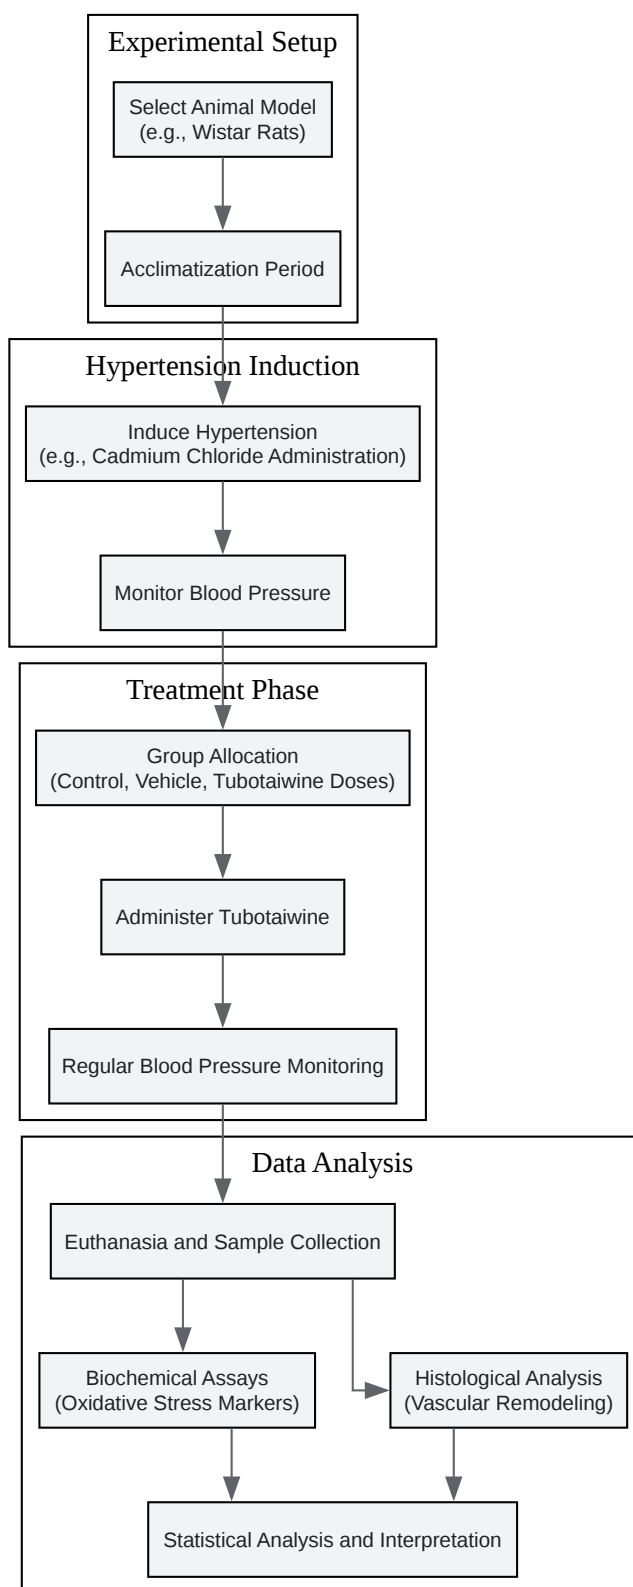 Experimental Setup
Select Animal Model
(e.g., Wistar Rats)
Acclimatization Period
Hypertension Induction
Induce Hypertension
(e.g., Cadmium Chloride Administration)
Monitor Blood Pressure
Treatment Phase
Group Allocation
(Control, Vehicle, Tubotaiwine Doses)
Administer Tubotaiwine
Regular Blood Pressure Monitoring
Data Analysis
Euthanasia and Sample Collection
Biochemical Assays
(Oxidative Stress Markers)
Histological Analysis
(Vascular Remodeling)
Statistical Analysis and Interpretation